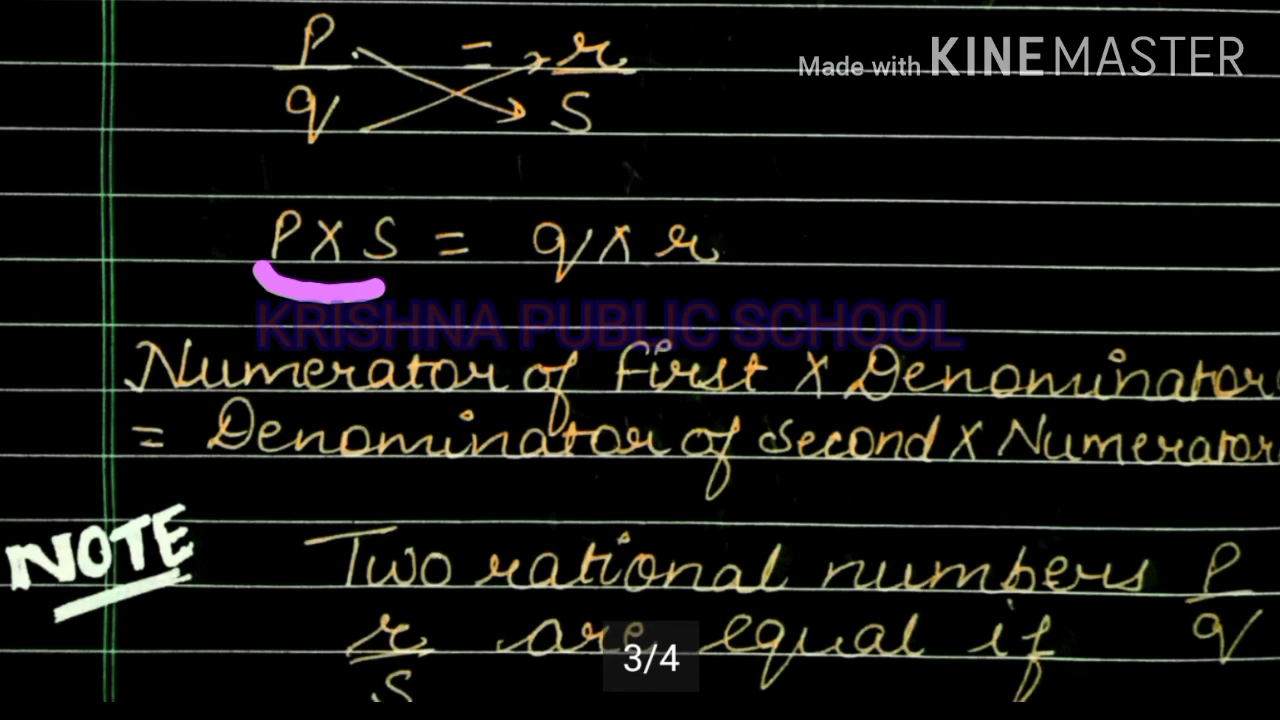 P = r
q S
Made with KINEMASTER
P X S = q X r
KRISHNA PUBLIC SCHOOL
Numerator of first X Denominator
= Denominator of second X Numerator
NOTE
Two rational numbers P
r are equal if q
S
3/4